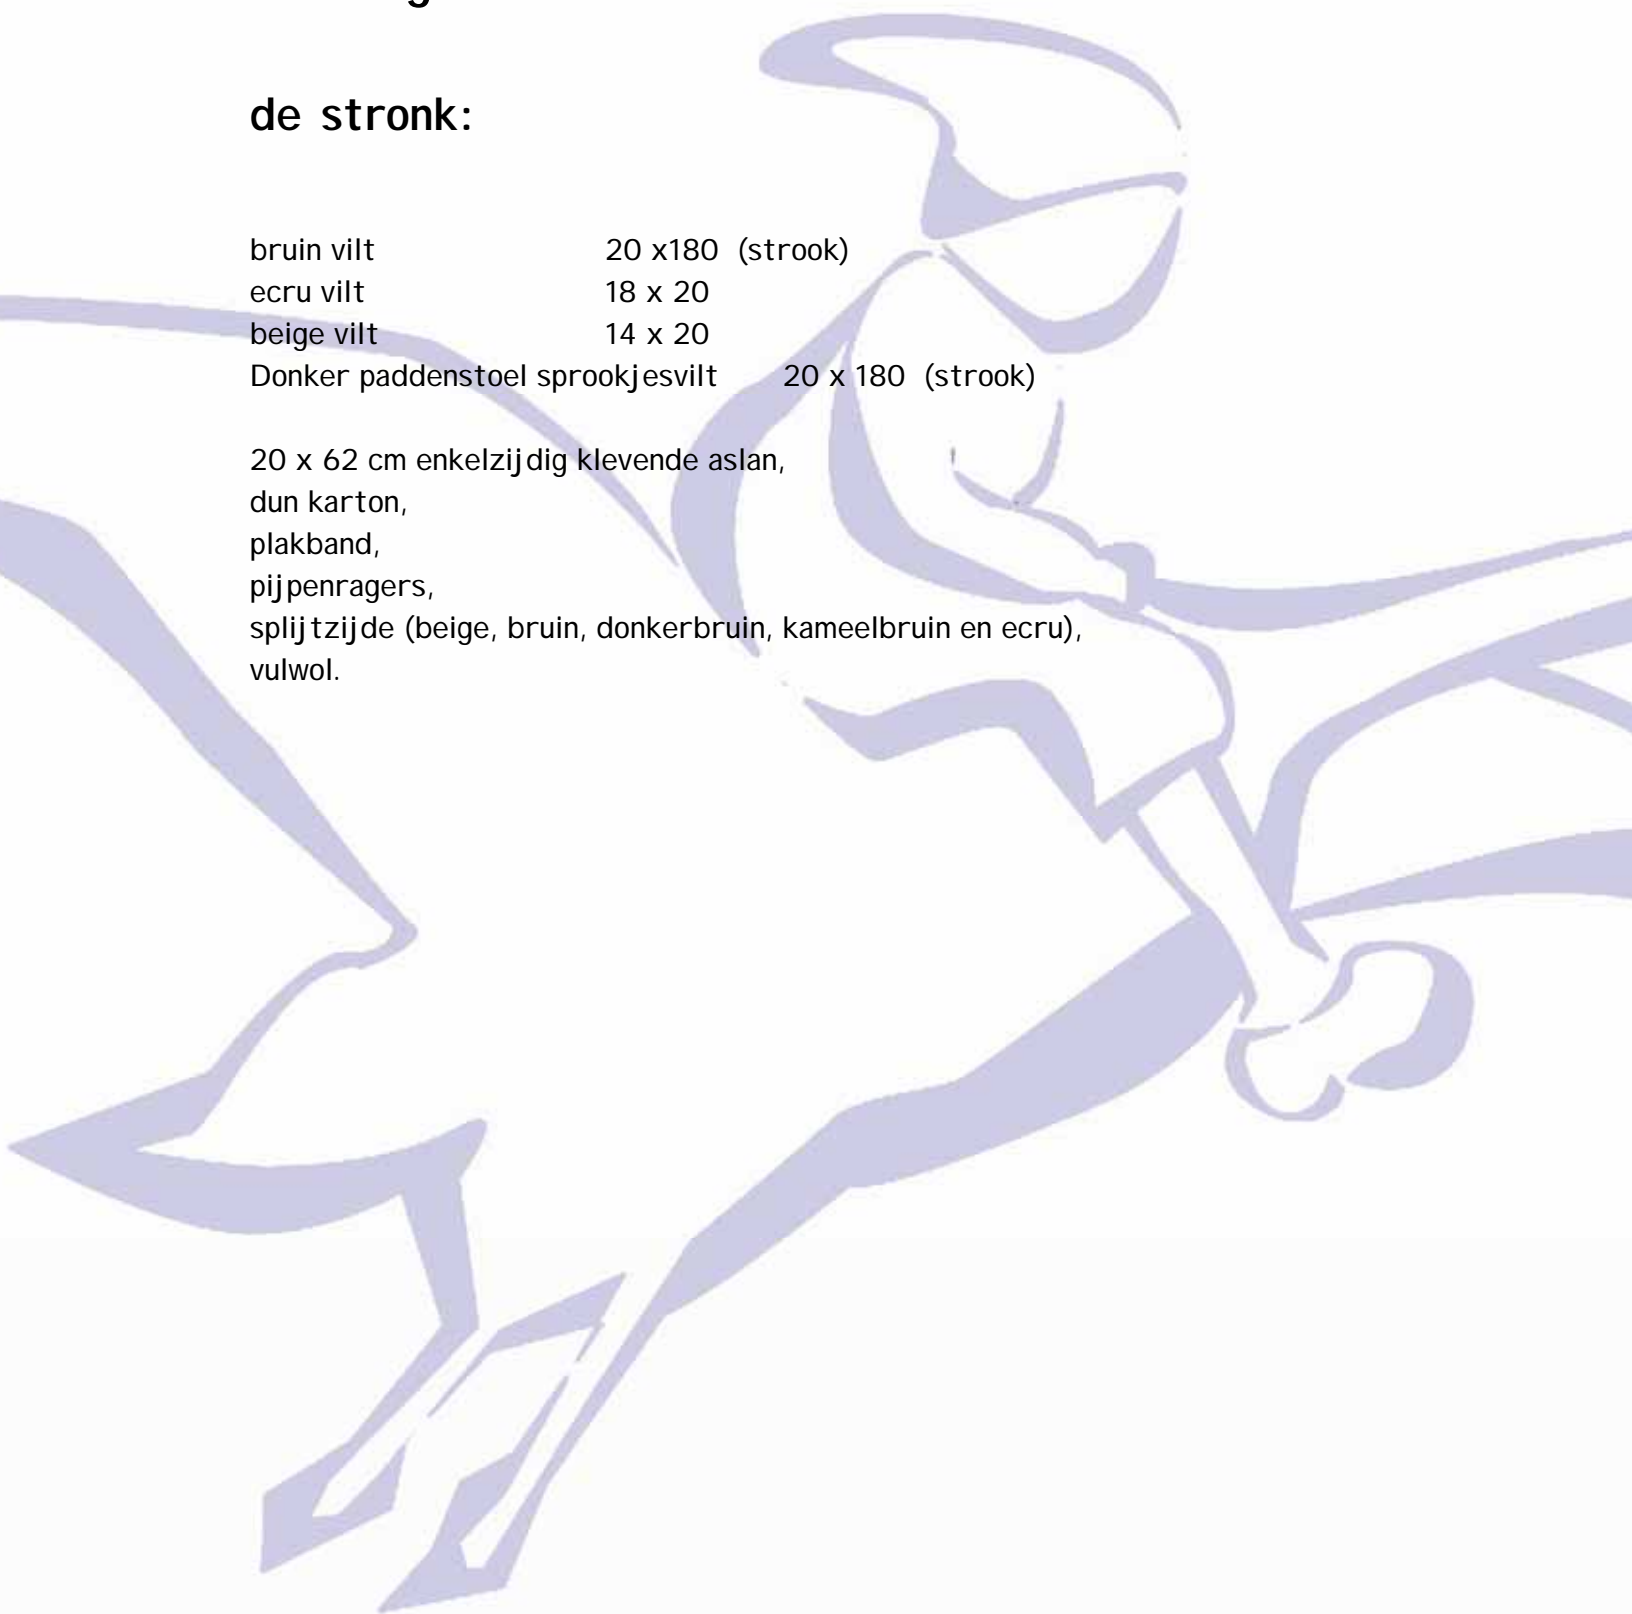 de stronk:
bruin vilt 20 x180 (strook)
ecru vilt 18 x 20
beige vilt 14 x 20
Donker paddenstoel sprookjesvilt 20 x 180 (strook)
20 x 62 cm enkelzijdig klevende aslan,
dun karton,
plakband,
pijpenragers,
splijtzijde (beige, bruin, donkerbruin, kameelbruin en ecru),
vulwol.